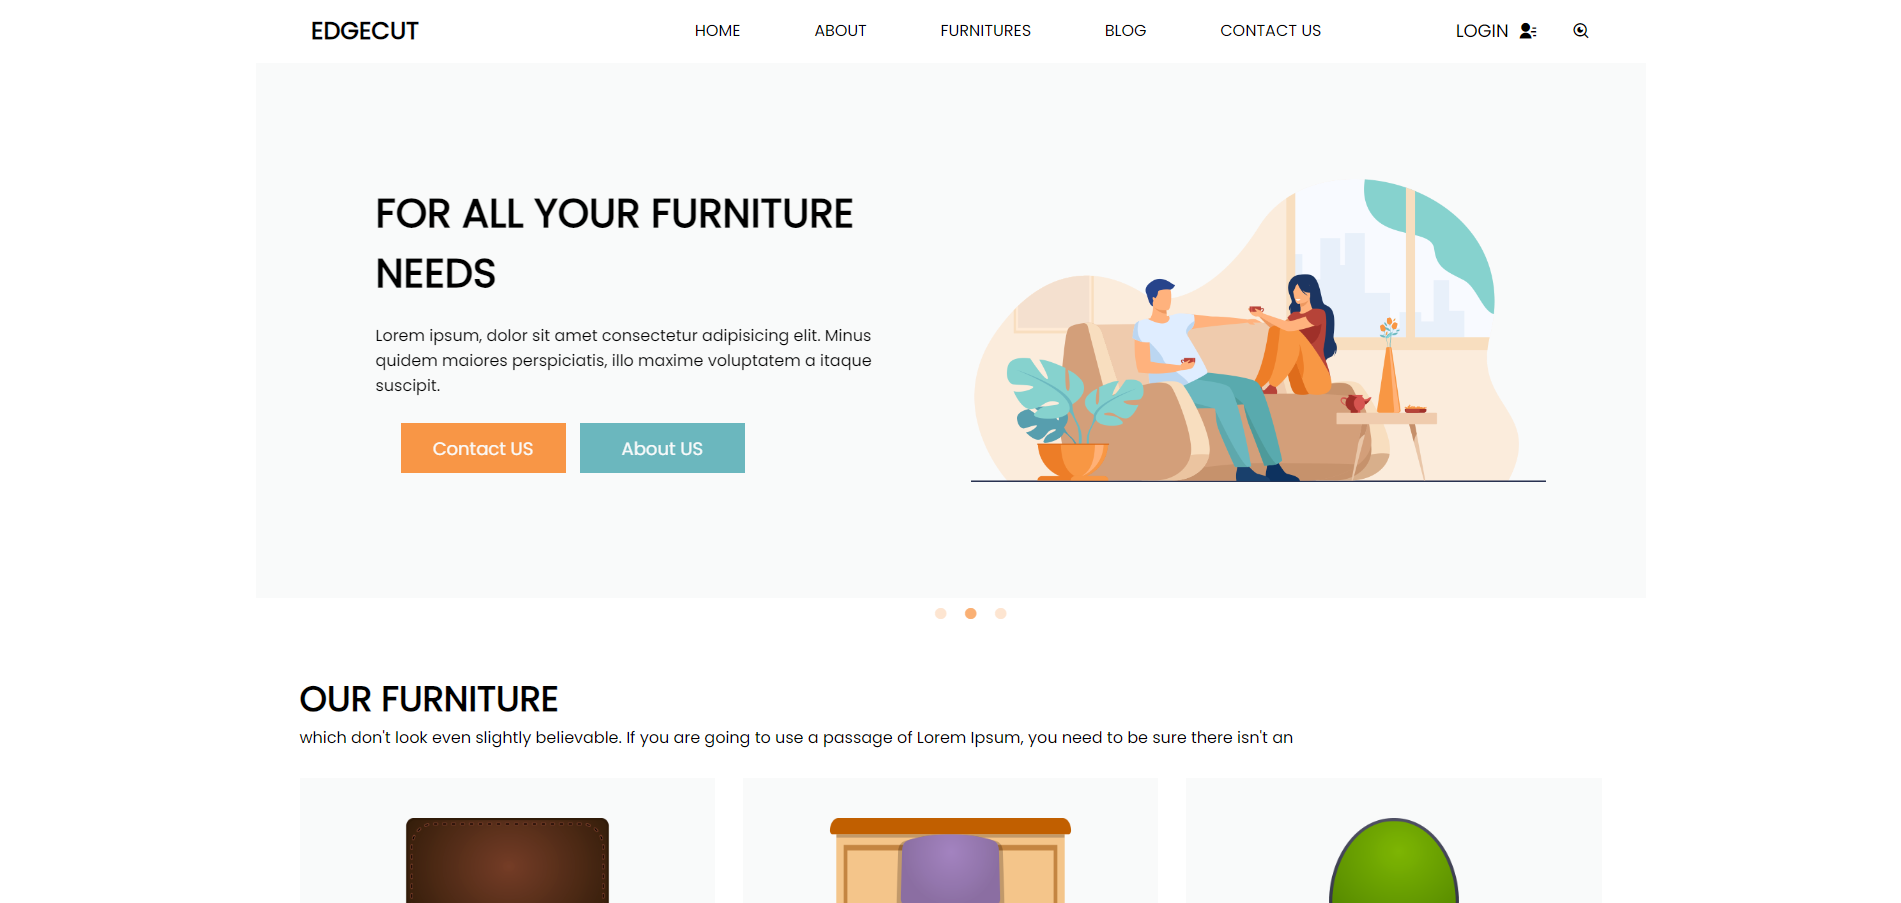 EDGECUT
HOME
ABOUT
FURNITURES
BLOG
CONTACT US
LOGIN
FOR ALL YOUR FURNITURE
NEEDS
Lorem ipsum, dolor sit amet consectetur adipisicing elit. Minus
quidem maiores perspiciatis, illo maxime voluptatem a itaque
suscipit.
Contact US
About US
OUR FURNITURE
which don't look even slightly believable. If you are going to use a passage of Lorem Ipsum, you need to be sure there isn't an